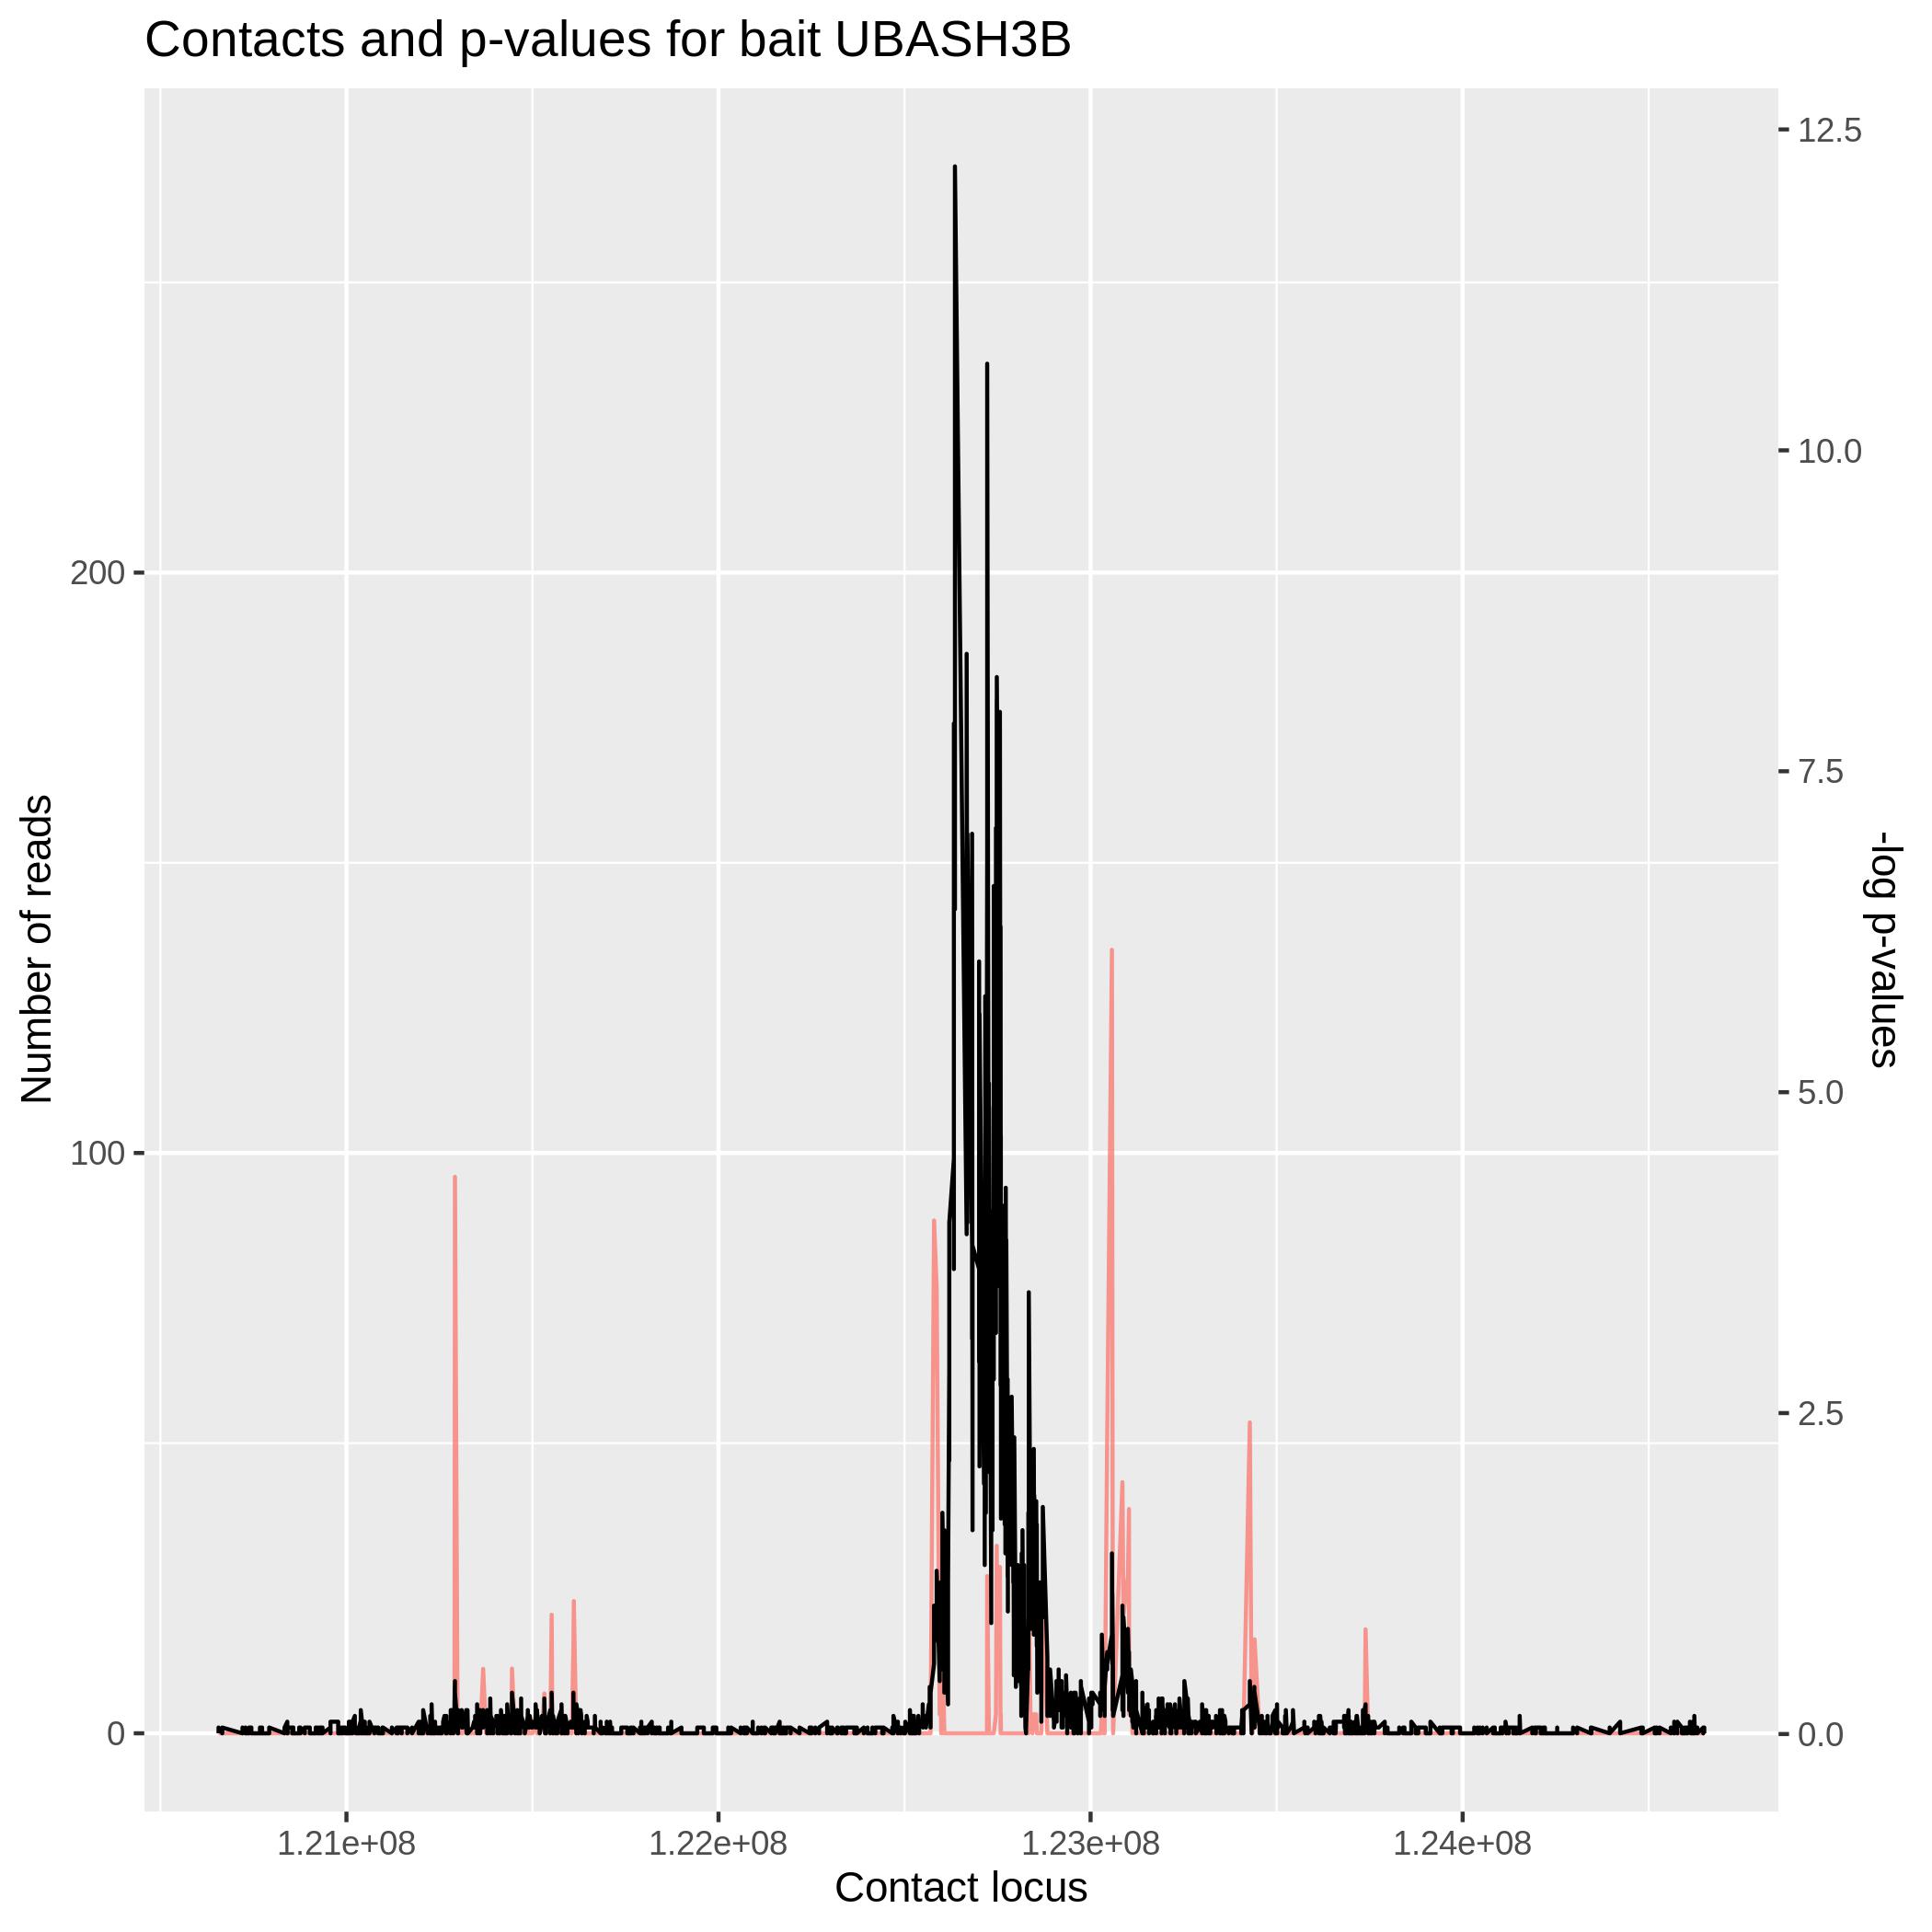 Contacts and p-values for bait UBASH3B
12.5
10.0
200
7.5
Number of reads
-log p-values
5.0
100
2.5
0
0.0
1.21e+08
1.22e+08
1.23e+08
1.24e+08
Contact locus